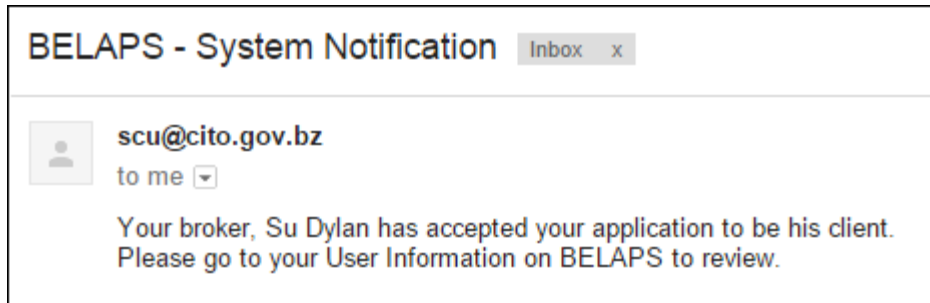 BELAPS - System Notification Inbox x
scu@cito.gov.bz
to me
Your broker, Su Dylan has accepted your application to be his client.
Please go to your User Information on BELAPS to review.